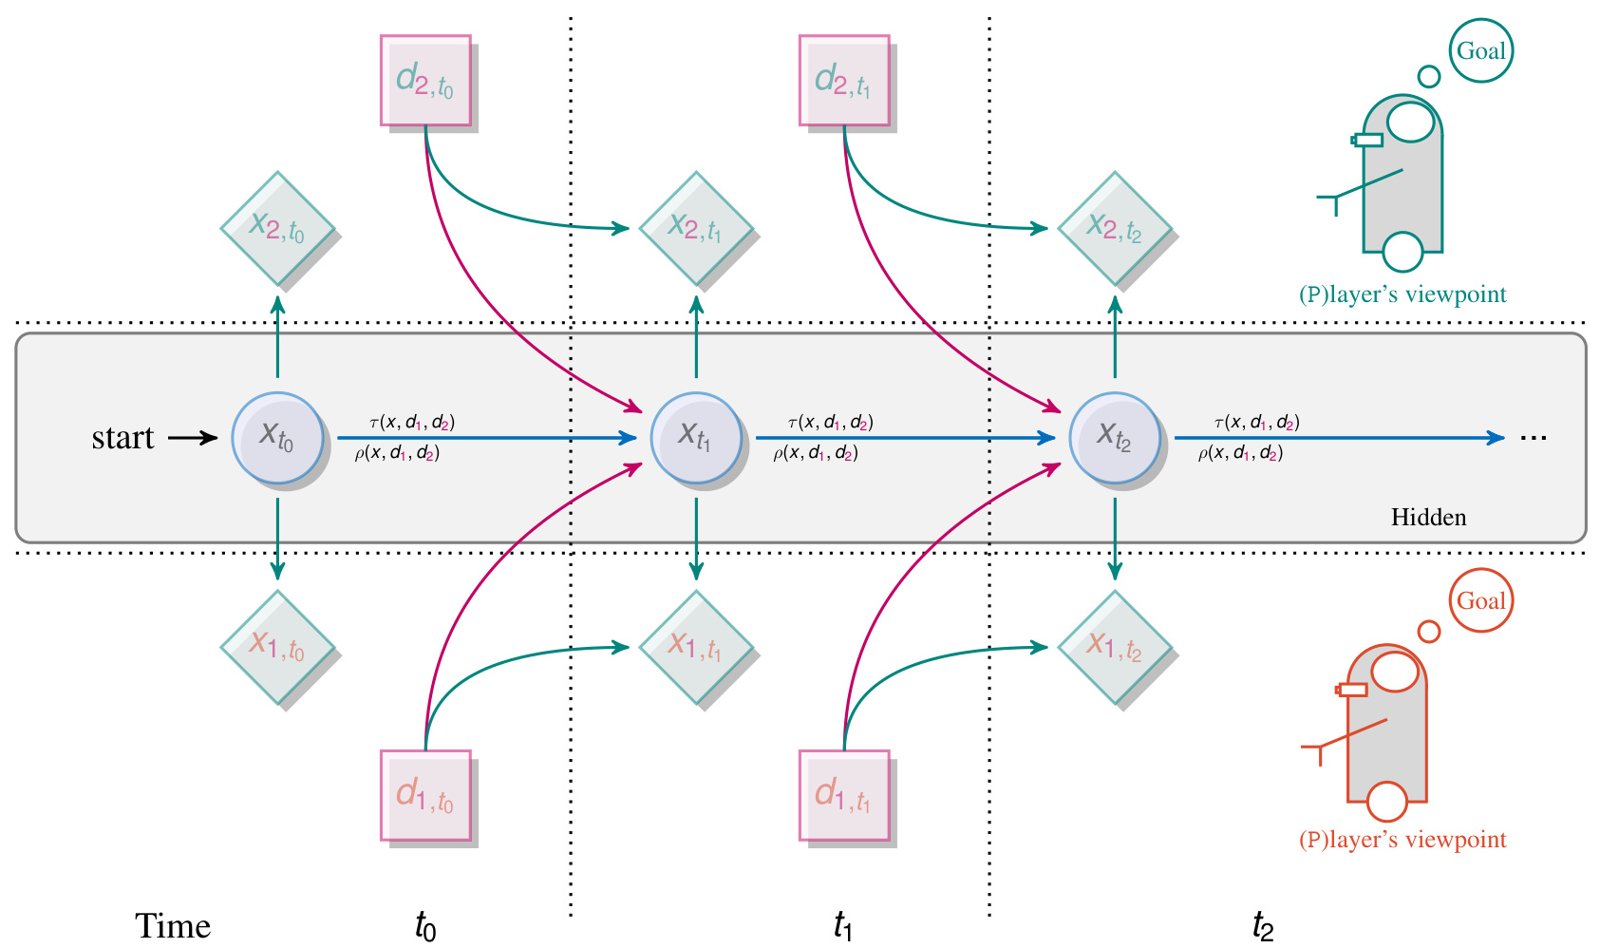 Goal
d2,t0
d2,t1
x2,t0
x2,t1
x2,t2
(P)layer's viewpoint
start
xt0
τ(x, d1, d2)
ρ(x, d1, d2)
xt1
τ(x, d1, d2)
ρ(x, d1, d2)
xt2
τ(x, d1, d2)
ρ(x, d1, d2)
...
Hidden
Goal
x1,t0
x1,t1
x1,t2
d1,t0
d1,t1
(P)layer's viewpoint
Time
t0
t1
t2